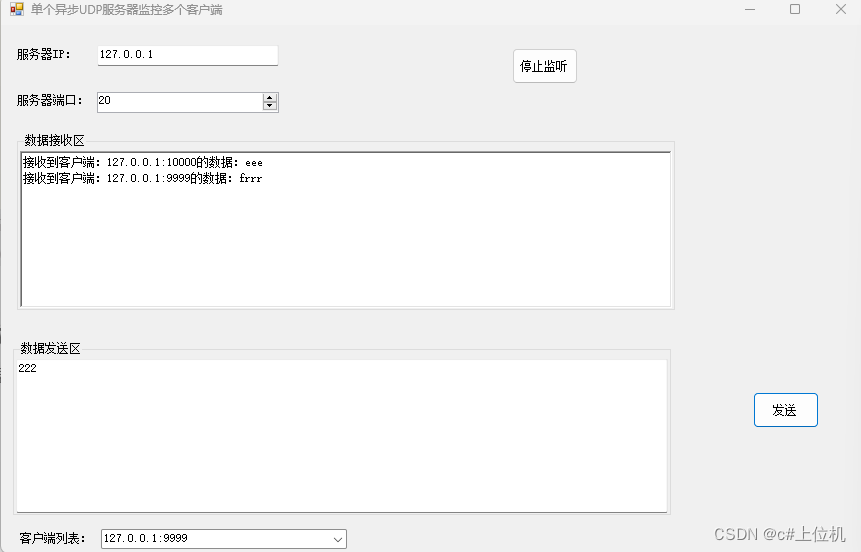 单个异步UDP服务器监控多个客户端
服务器IP: 127.0.0.1
停止监听
服务器端口: 20
数据接收区
接收到客户端: 127.0.0.1:10000的数据: eee
接收到客户端: 127.0.0.1:9999的数据: frrr
数据发送区
222
发送
客户端列表: 127.0.0.1:9999
CSDN @c#上位机